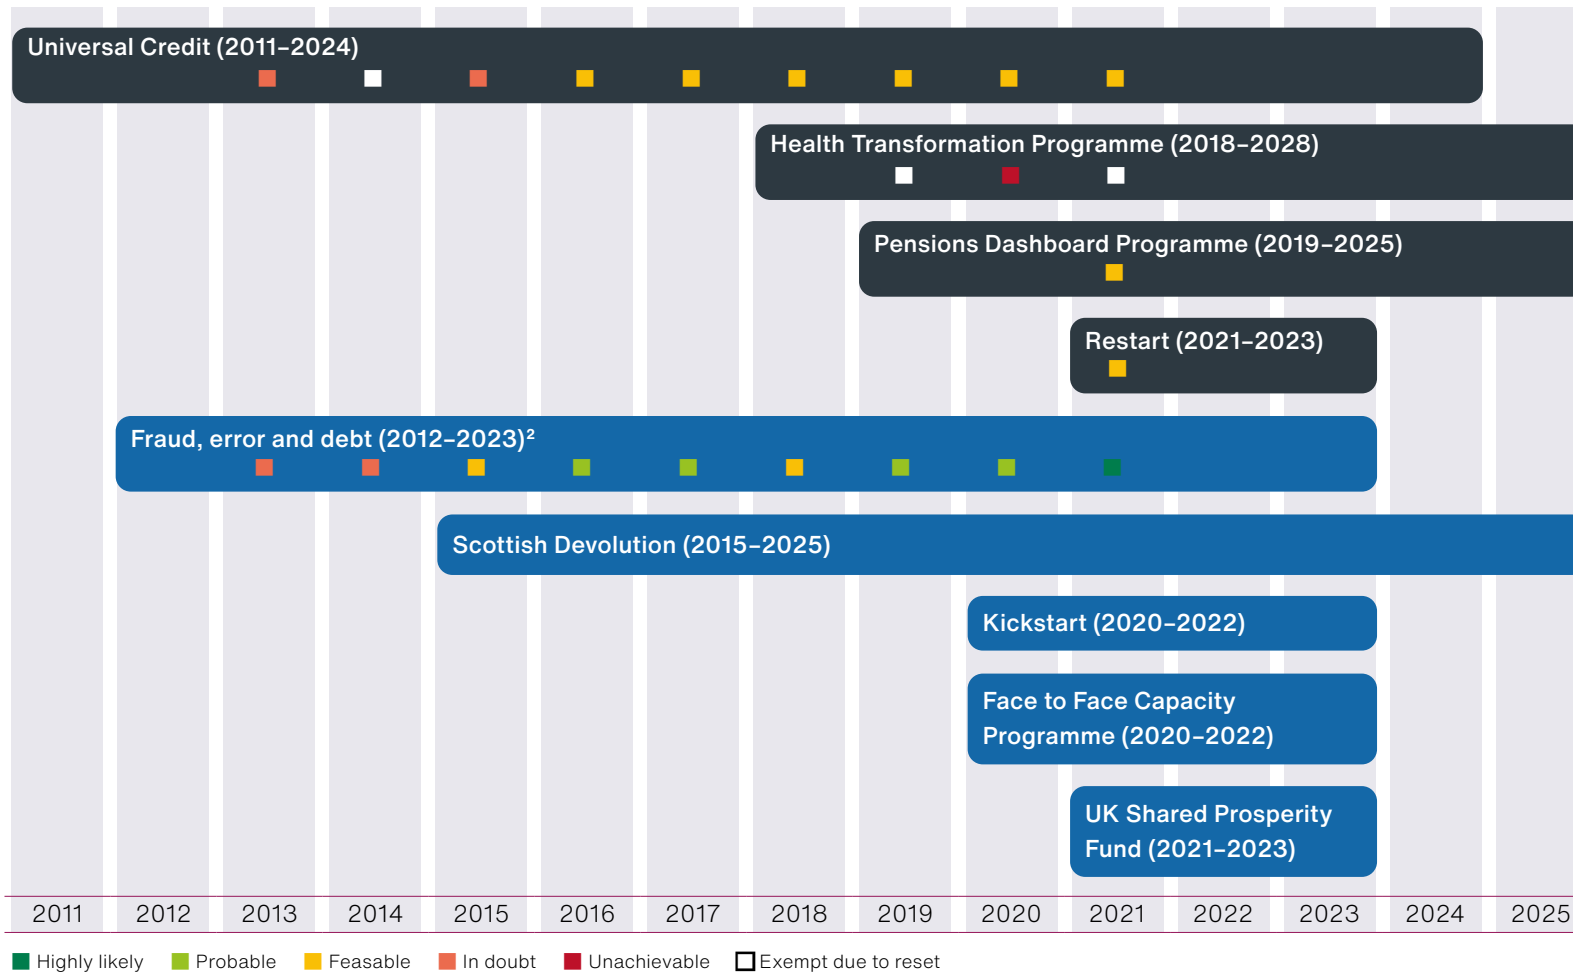 Universal Credit (2011–2024)
Health Transformation Programme (2018–2028)
Pensions Dashboard Programme (2019–2025)
Restart (2021–2023)
Fraud, error and debt (2012–2023)²
Scottish Devolution (2015–2025)
Kickstart (2020–2022)
Face to Face Capacity
Programme (2020–2022)
UK Shared Prosperity
Fund (2021–2023)
2011 2012 2013 2014 2015 2016 2017 2018 2019 2020 2021 2022 2023 2024 2025
Highly likely Probable Feasable In doubt Unachievable Exempt due to reset